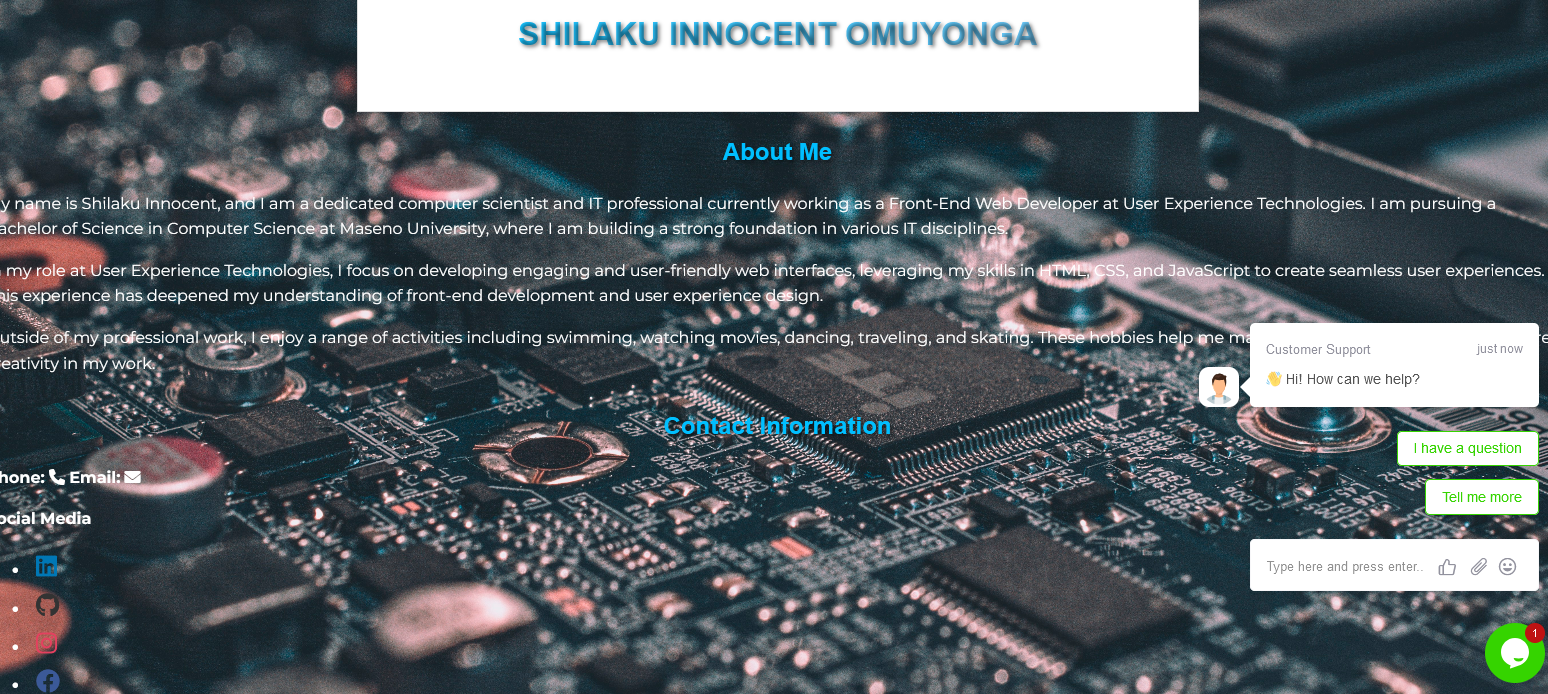 SHILAKU INNOCENT OMUYONGA
About Me
y name is Shilaku Innocent, and I am a dedicated computer scientist and IT professional currently working as a Front-End Web Developer at User Experience Technologies. I am pursuing a
achelor of Science in Computer Science at Maseno University, where I am building a strong foundation in various IT disciplines.
my role at User Experience Technologies, I focus on developing engaging and user-friendly web interfaces, leveraging my skills in HTML, CSS, and JavaScript to create seamless user experiences.
his experience has deepened my understanding of front-end development and user experience design.
utside of my professional work, I enjoy a range of activities including swimming, watching movies, dancing, traveling, and skating. These hobbies help me ma
reativity in my work.
Customer Support just now
👋 Hi! How can we help?
Contact Information
I have a question
hone: Email:
Tell me more
ocial Media
Type here and press enter..
1